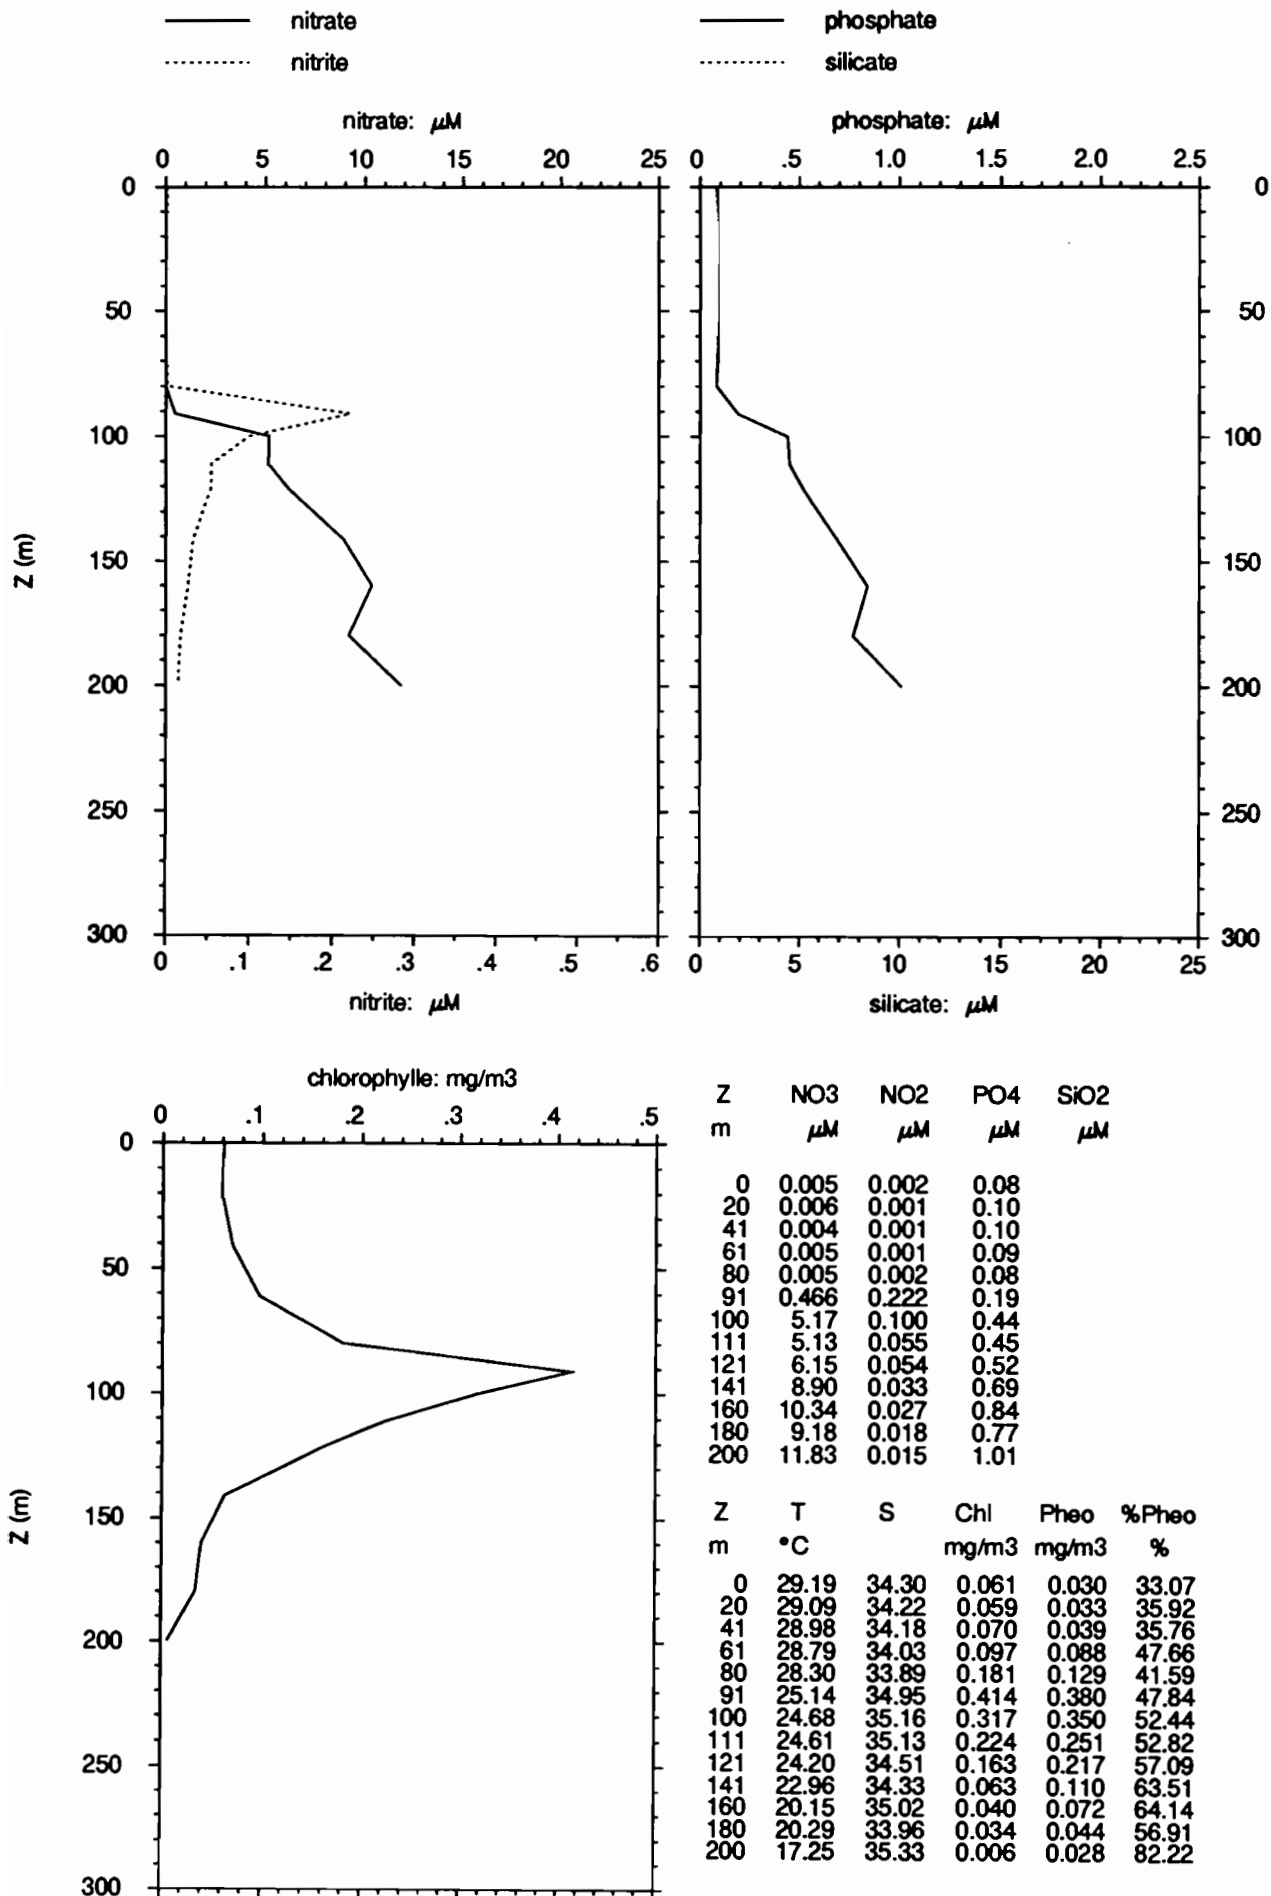 nitrate
nitrite
phosphate
silicate
nitrate: μM
0 5 10 15 20 25
phosphate: μM
0 .5 1.0 1.5 2.0 2.5
0
50
100
150
200
250
300
Z (m)
0
50
100
150
200
250
300
0 .1 .2 .3 .4 .5 .6
nitrite: μM
0 5 10 15 20 25
silicate: μM
chlorophylle: mg/m3
0 .1 .2 .3 .4 .5
0
50
100
150
200
250
300
Z (m)
Z NO3 NO2 PO4 SiO2
m μM μM μM μM
0 0.005 0.002 0.08
20 0.006 0.001 0.10
41 0.004 0.001 0.10
61 0.005 0.001 0.09
80 0.005 0.002 0.08
91 0.466 0.222 0.19
100 5.17 0.100 0.44
111 5.13 0.055 0.45
121 6.15 0.054 0.52
141 8.90 0.033 0.69
160 10.34 0.027 0.84
180 9.18 0.018 0.77
200 11.83 0.015 1.01
Z T S Chl Pheo %Pheo
m °C mg/m3 mg/m3 %
0 29.19 34.30 0.061 0.030 33.07
20 29.09 34.22 0.059 0.033 35.92
41 28.98 34.18 0.070 0.039 35.76
61 28.79 34.03 0.097 0.088 47.66
80 28.30 33.89 0.181 0.129 41.59
91 25.14 34.95 0.414 0.380 47.84
100 24.68 35.16 0.317 0.350 52.44
111 24.61 35.13 0.224 0.251 52.82
121 24.20 34.51 0.163 0.217 57.09
141 22.96 34.33 0.063 0.110 63.51
160 20.15 35.02 0.040 0.072 64.14
180 20.29 33.96 0.034 0.044 56.91
200 17.25 35.33 0.006 0.028 82.22